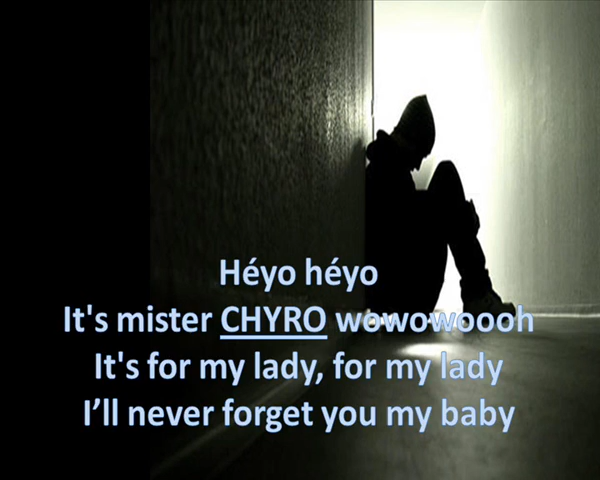 Héyo héyo
It's mister CHYRO wowowoooh
It's for my lady, for my lady
I’ll never forget you my baby